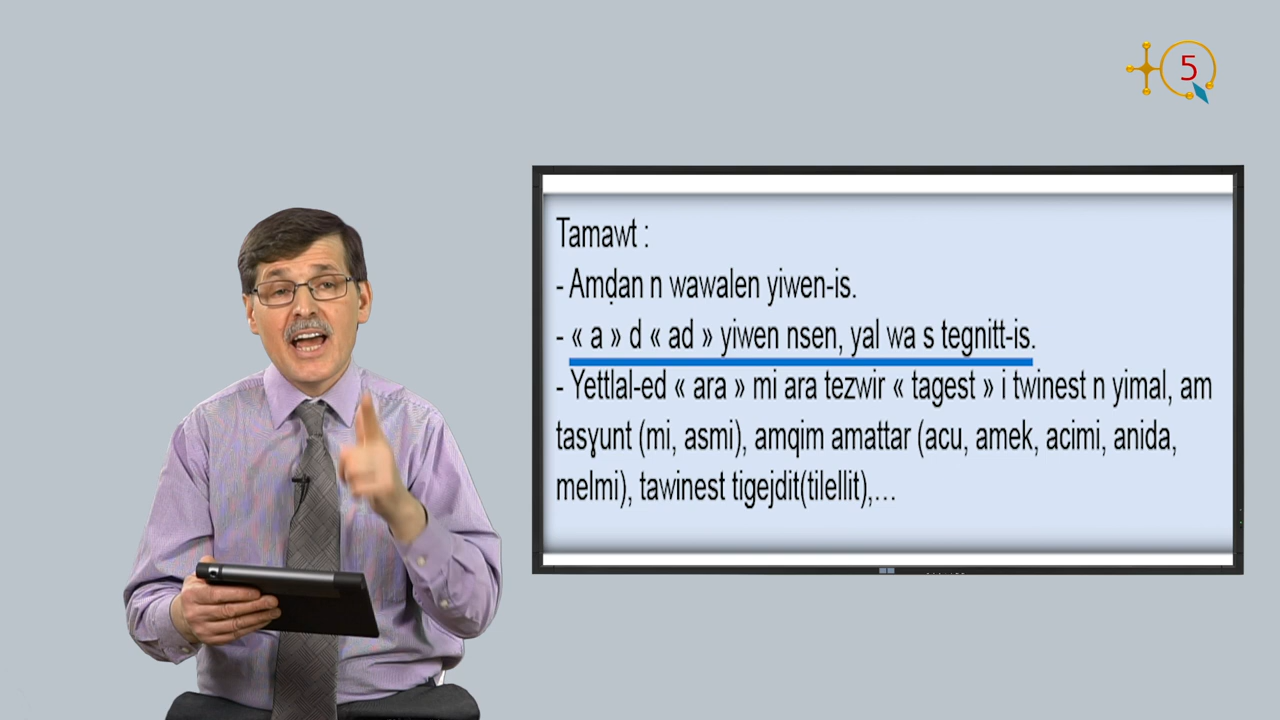 5
Tamawt :
- Amḍan n wawalen yiwen-is.
- « a » d « ad » yiwen nsen, yal wa s tegnitt-is.
- Yettlal-ed « ara » mi ara tezwir « tagest » i twinest n yimal, am
tasɣunt (mi, asmi), amqim amattar (acu, amek, acimi, anida,
melmi), tawinest tigejdit(tilellit),…